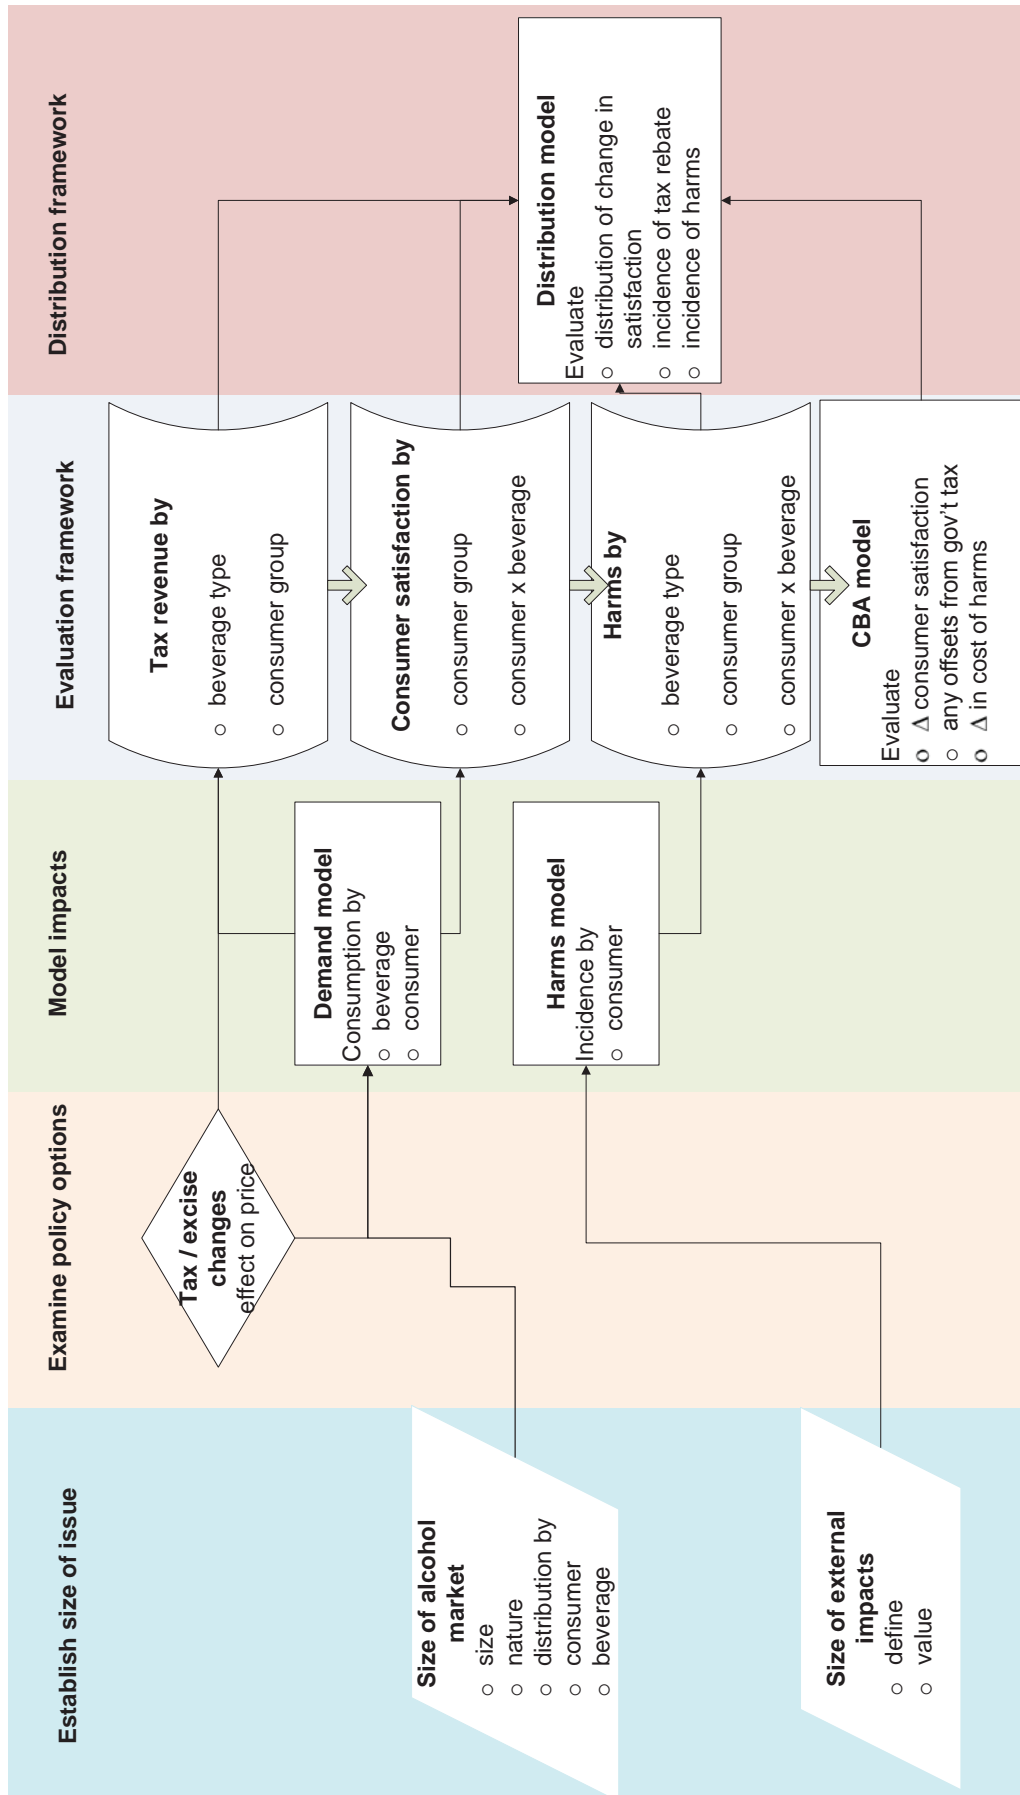 Establish size of issue
Examine policy options
Model impacts
Evaluation framework
Distribution framework
Size of alcohol
market
○ size
○ nature
○ distribution by
○ consumer
○ beverage
Size of external
impacts
○ define
○ value
Tax / excise
changes
effect on price
Demand model
Consumption by
○ beverage
○ consumer
Harms model
Incidence by
○ consumer
Tax revenue by
○ beverage type
○ consumer group
Consumer satisfaction by
○ consumer group
○ consumer x beverage
Harms by
○ beverage type
○ consumer group
○ consumer x beverage
CBA model
Evaluate
○ Δ consumer satisfaction
○ any offsets from gov't tax
○ Δ in cost of harms
Distribution model
Evaluate
○ distribution of change in
satisfaction
○ incidence of tax rebate
○ incidence of harms